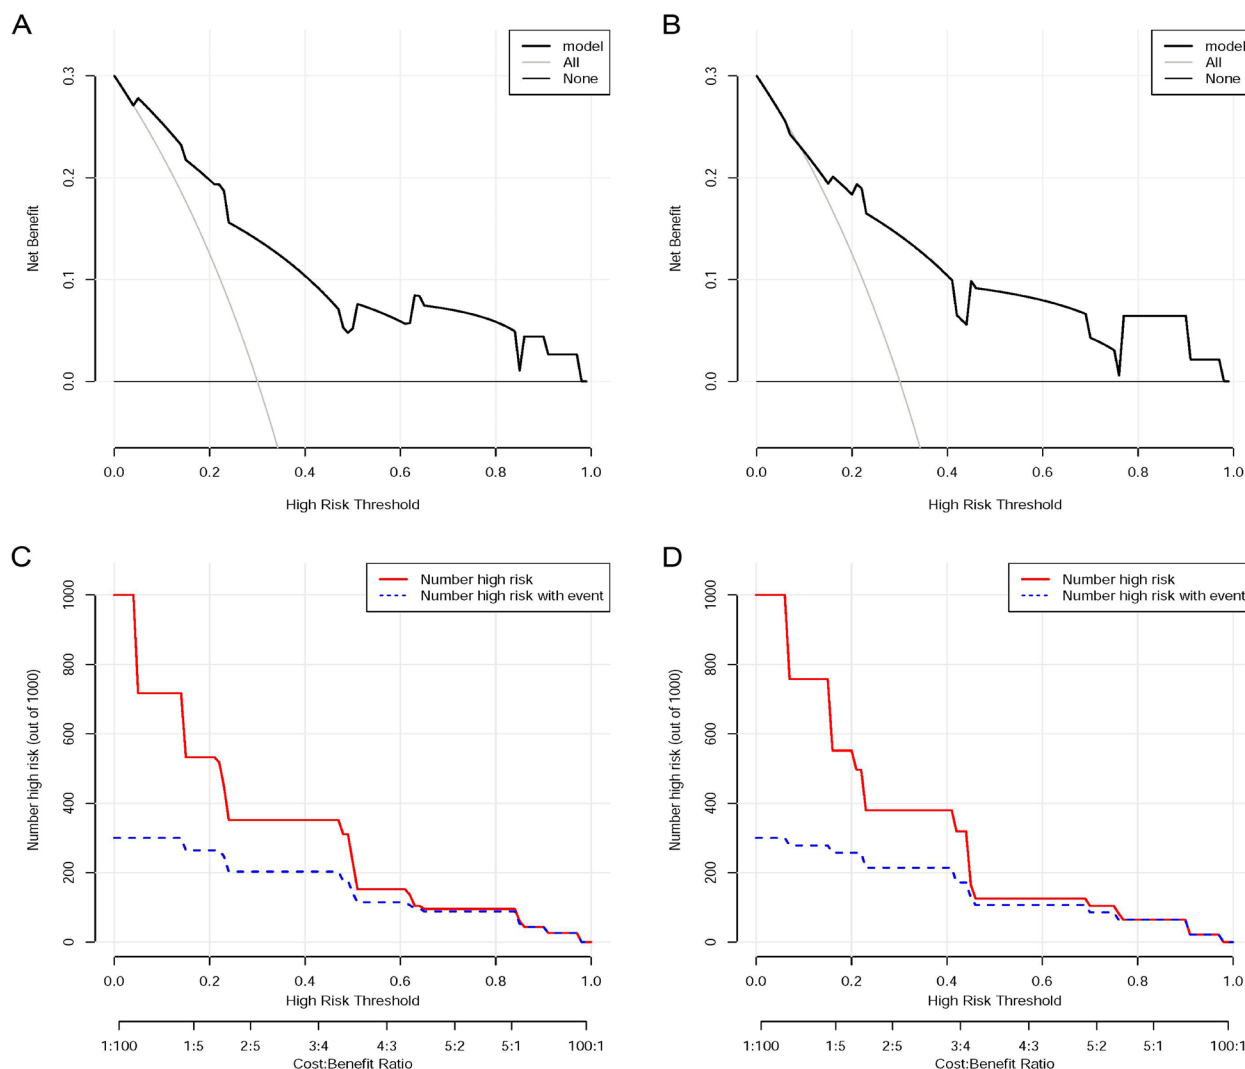 A
model
All
None
Net Benefit
0.3
0.2
0.1
0.0
0.0 0.2 0.4 0.6 0.8 1.0
High Risk Threshold
B
model
All
None
Net Benefit
0.3
0.2
0.1
0.0
0.0 0.2 0.4 0.6 0.8 1.0
High Risk Threshold
C
Number high risk
Number high risk with event
Number high risk (out of 1000)
1000
800
600
400
200
0
0.0 0.2 0.4 0.6 0.8 1.0
High Risk Threshold
1:100 1:5 2:5 3:4 4:3 5:2 5:1 100:1
Cost:Benefit Ratio
D
Number high risk
Number high risk with event
Number high risk (out of 1000)
1000
800
600
400
200
0
0.0 0.2 0.4 0.6 0.8 1.0
High Risk Threshold
1:100 1:5 2:5 3:4 4:3 5:2 5:1 100:1
Cost:Benefit Ratio